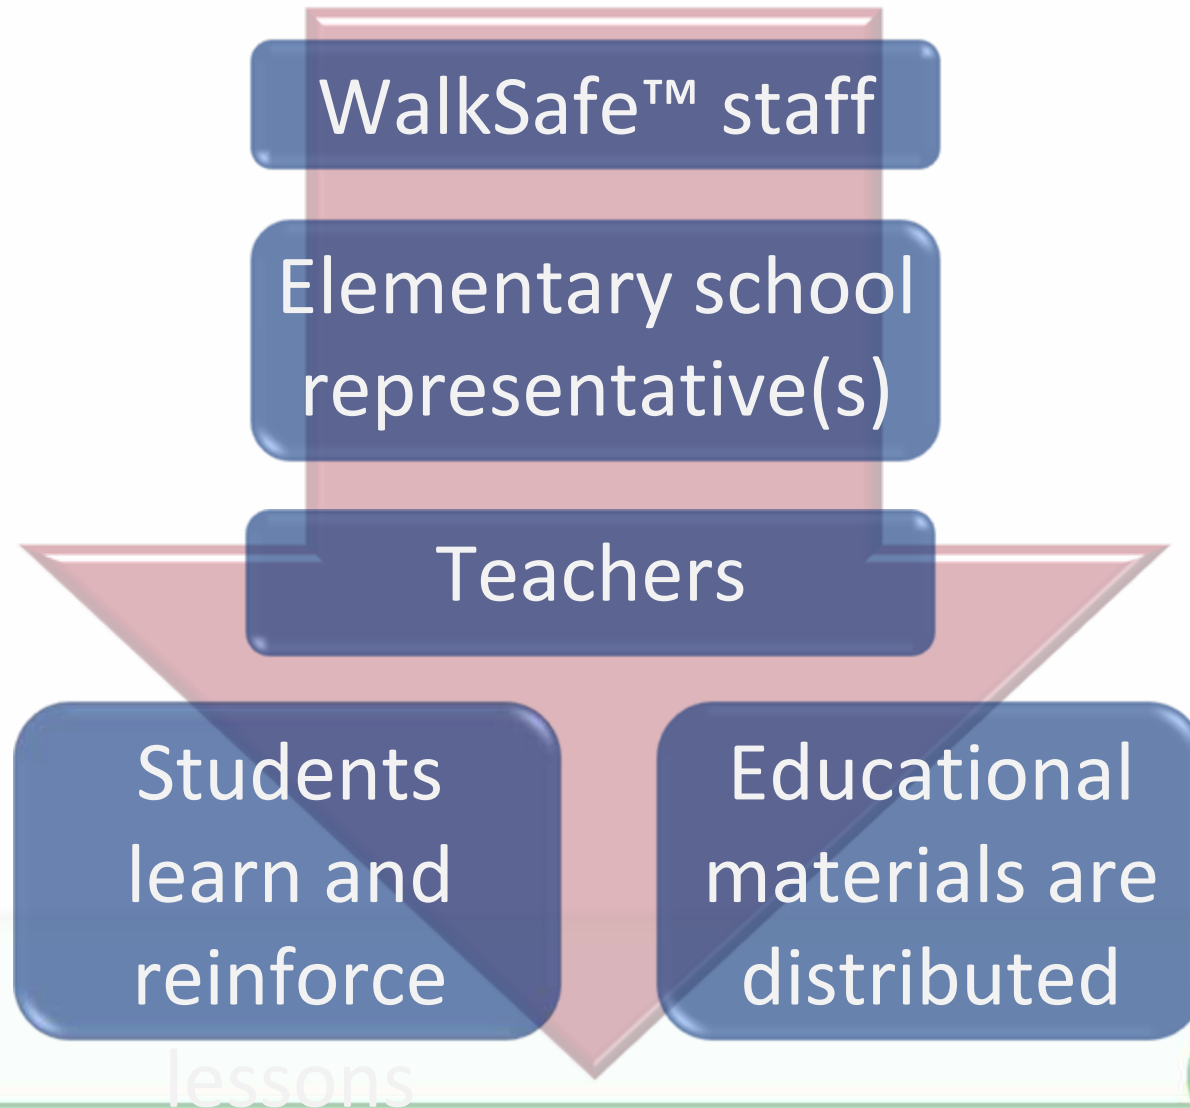 WalkSafe™ staff
Elementary school
representative(s)
Teachers
Students
learn and
reinforce
lessons
Educational
materials are
distributed